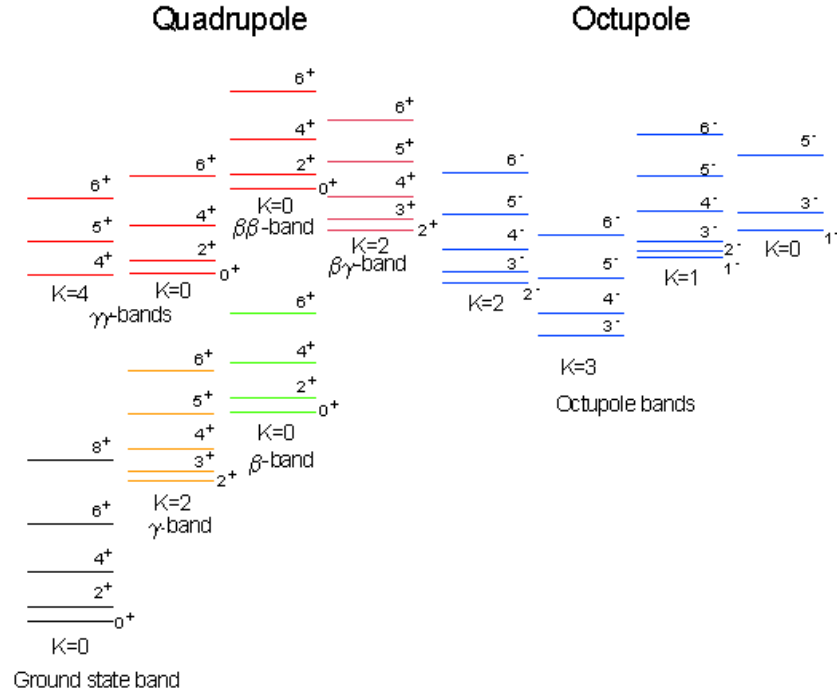 Quadrupole
Octupole
6⁺
4⁺
2⁺
0⁺
K=0
ββ-band
6⁺
5⁺
4⁺
3⁺
2⁺
K=2
βγ-band
6⁺
5⁺
4⁺
K=4
6⁺
4⁺
2⁺
0⁺
K=0
γγ-bands
6⁻
5⁻
4⁻
3⁻
2⁻
K=2
6⁻
5⁻
4⁻
3⁻
K=3
6⁻
5⁻
4⁻
3⁻
2⁻
1⁻
K=1
5⁻
3⁻
1⁻
K=0
Octupole bands
6⁺
4⁺
2⁺
0⁺
K=0
β-band
6⁺
5⁺
4⁺
3⁺
2⁺
K=2
γ-band
8⁺
6⁺
4⁺
2⁺
0⁺
K=0
Ground state band